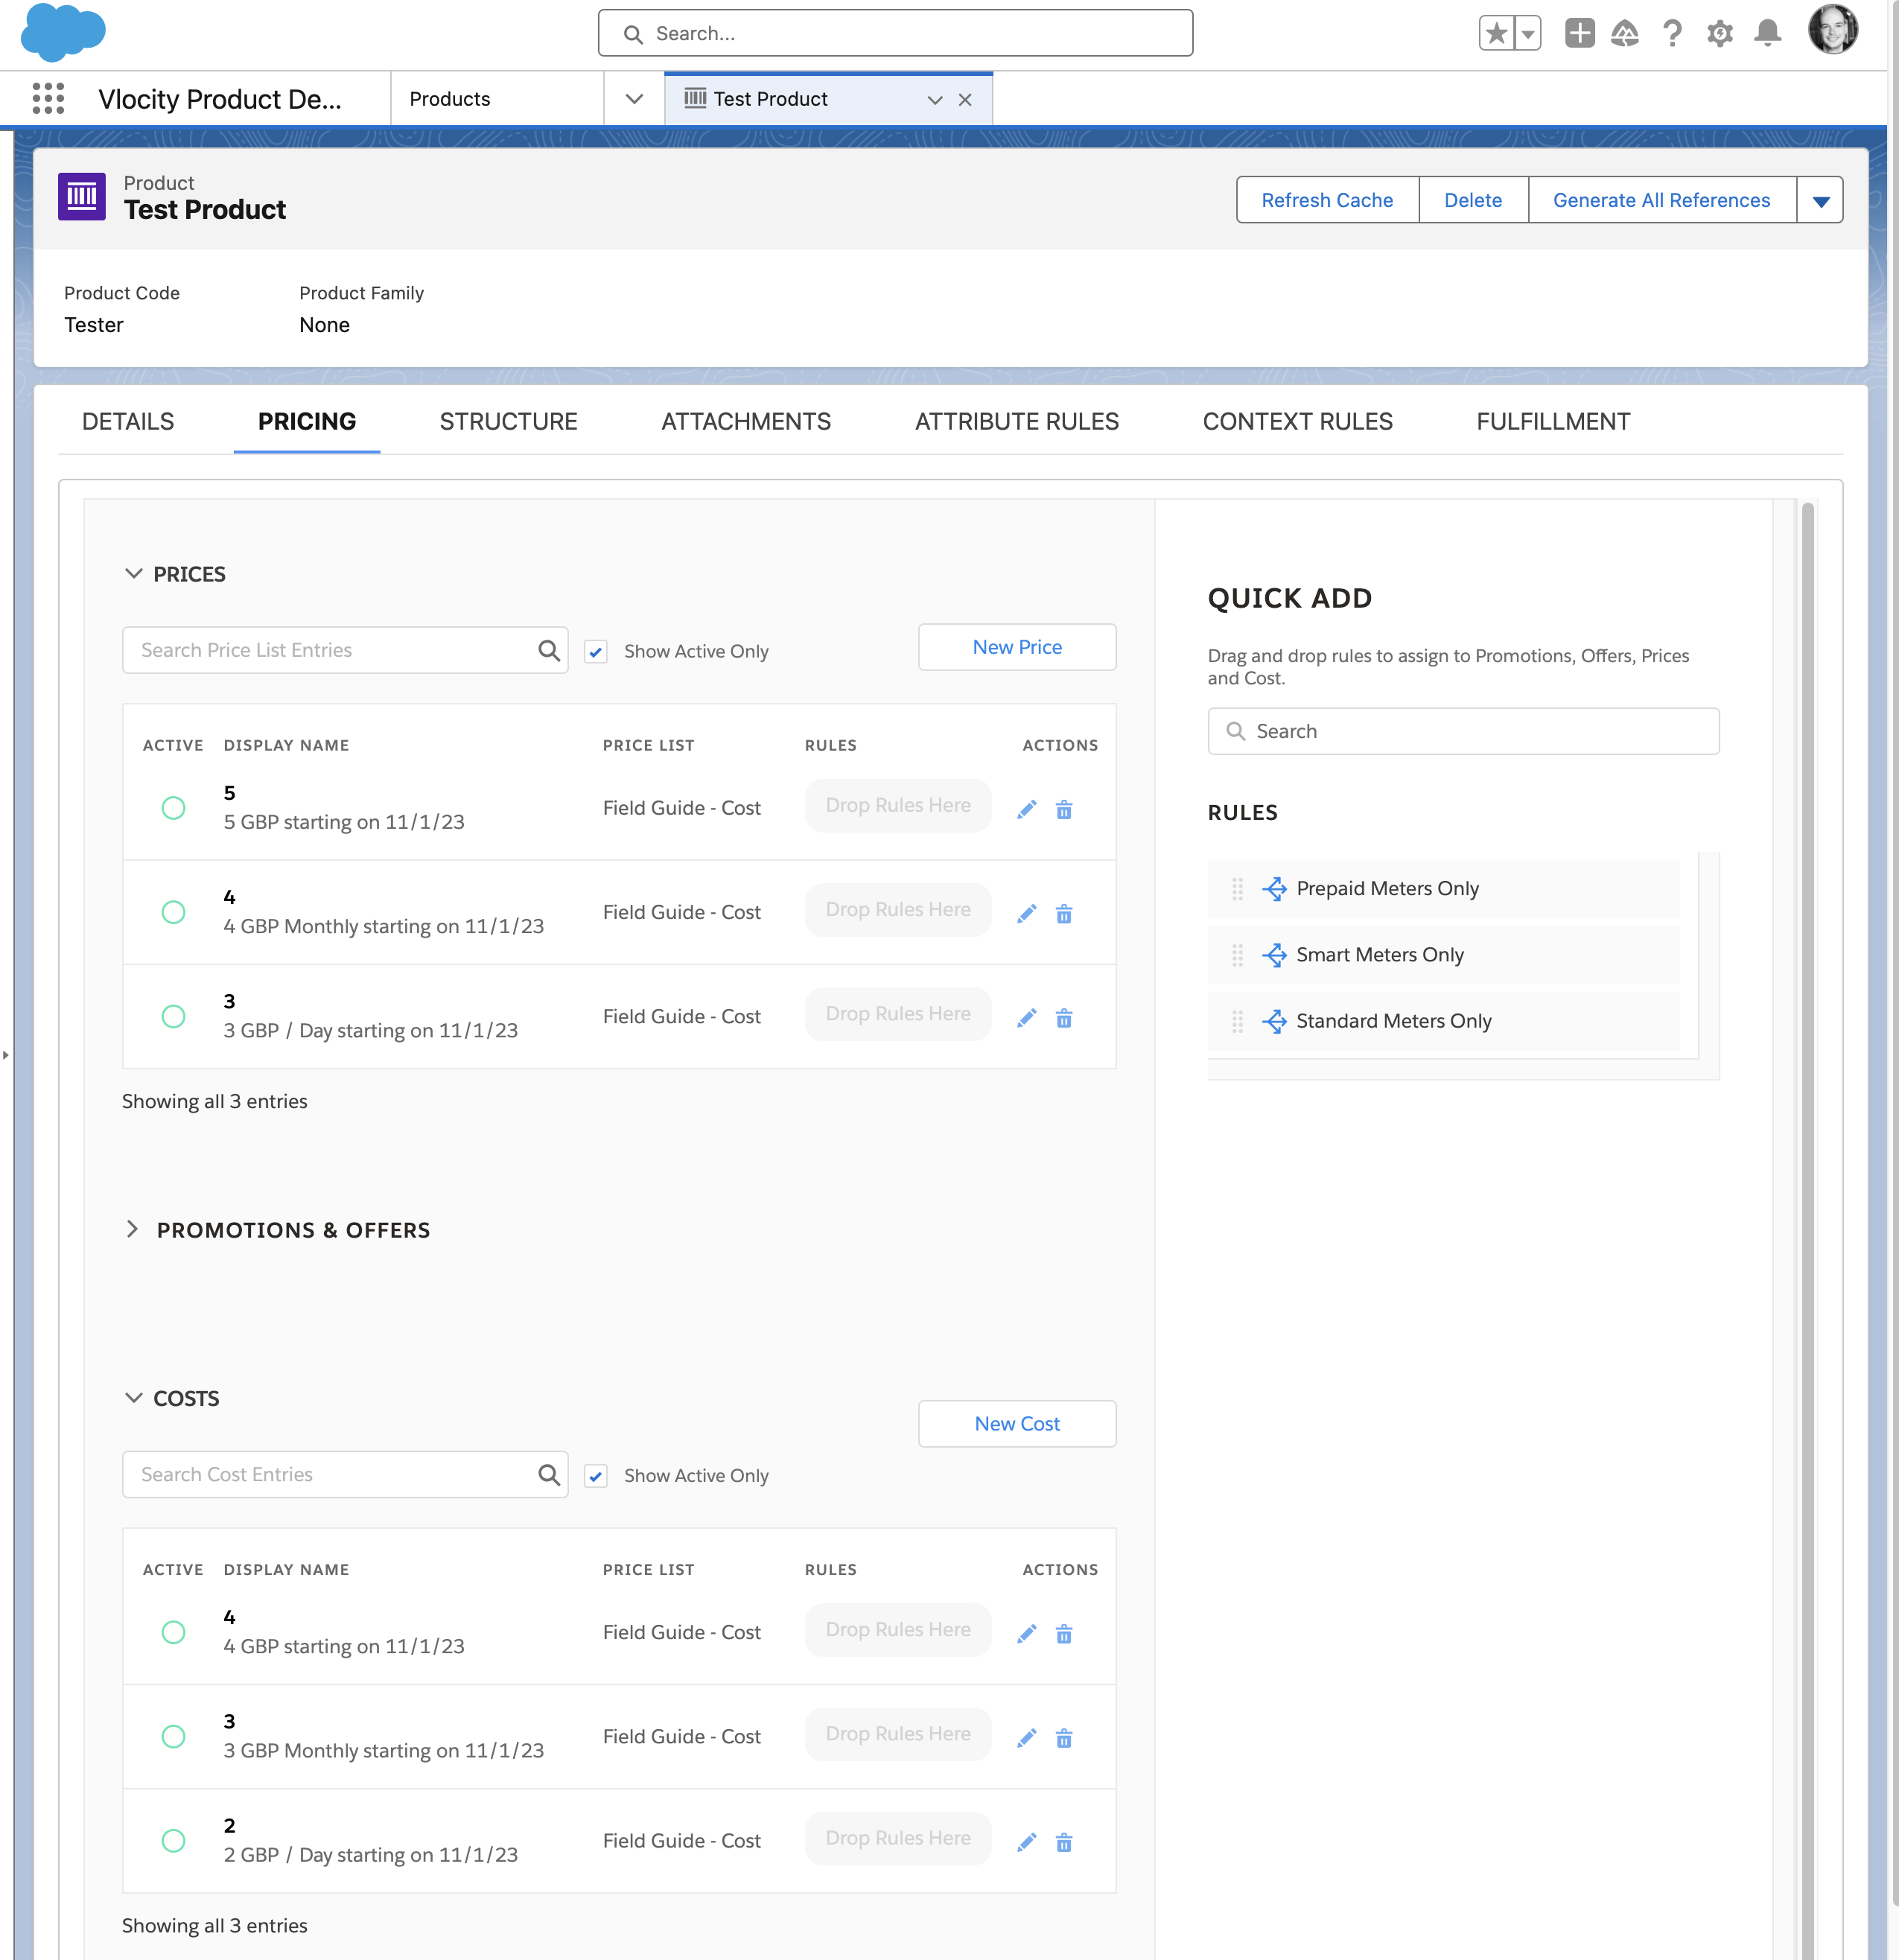 Search...
Vlocity Product De...
Products
Test Product
Product
Test Product
Refresh Cache
Delete
Generate All References
Product Code
Product Family
Tester
None
DETAILS
PRICING
STRUCTURE
ATTACHMENTS
ATTRIBUTE RULES
CONTEXT RULES
FULFILLMENT
PRICES
Search Price List Entries
Show Active Only
New Price
ACTIVE DISPLAY NAME PRICE LIST RULES ACTIONS
5
5 GBP starting on 11/1/23
Field Guide - Cost
Drop Rules Here
4
4 GBP Monthly starting on 11/1/23
Field Guide - Cost
Drop Rules Here
3
3 GBP / Day starting on 11/1/23
Field Guide - Cost
Drop Rules Here
Showing all 3 entries
PROMOTIONS & OFFERS
COSTS
New Cost
Search Cost Entries
Show Active Only
ACTIVE DISPLAY NAME PRICE LIST RULES ACTIONS
4
4 GBP starting on 11/1/23
Field Guide - Cost
Drop Rules Here
3
3 GBP Monthly starting on 11/1/23
Field Guide - Cost
Drop Rules Here
2
2 GBP / Day starting on 11/1/23
Field Guide - Cost
Drop Rules Here
Showing all 3 entries
QUICK ADD
Drag and drop rules to assign to Promotions, Offers, Prices
and Cost.
Search
RULES
Prepaid Meters Only
Smart Meters Only
Standard Meters Only